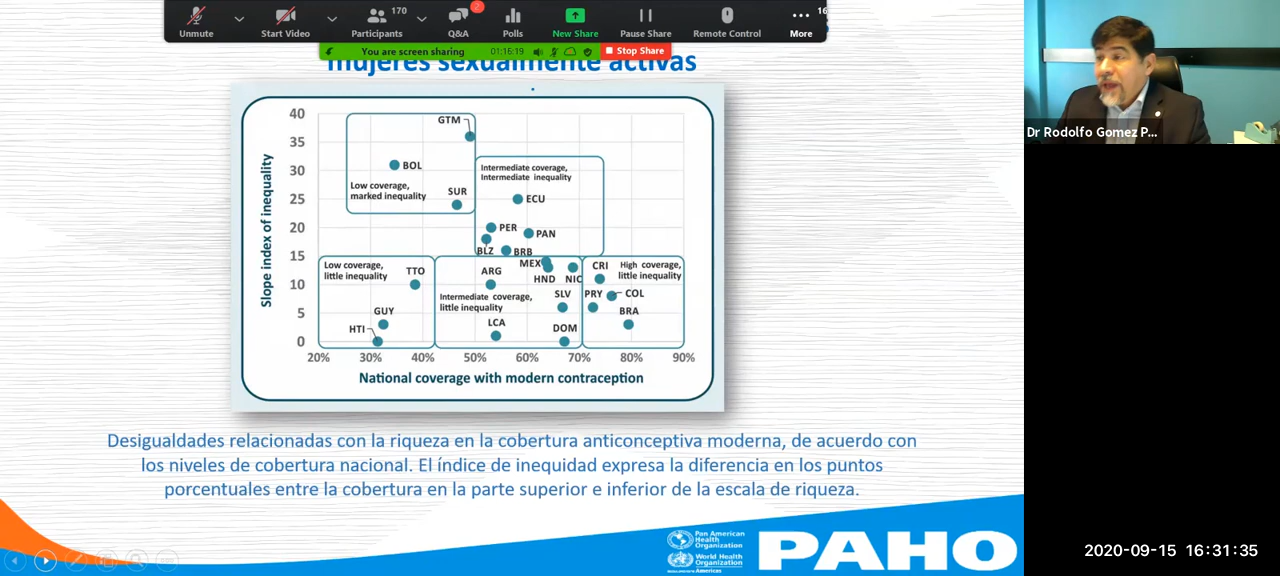 170
2
16
Unmute
Start Video
Participants
Q&A
Polls
New Share
Pause Share
Remote Control
More
You are screen sharing
01:15:19
Stop Share
mujeres sexualmente activas
Dr Rodolfo Gomez P...
Slope index of inequality
40
35
30
25
20
15
10
5
0
GTM
BOL
Low coverage,
marked inequality
SUR
Intermediate coverage,
Intermediate inequality
ECU
PER
PAN
BLZ
BRB
MEX
HND
NIC
Low coverage,
little inequality
TTO
GUY
HTI
ARG
Intermediate coverage,
little inequality
SLV
LCA
DOM
CRI
High coverage,
little inequality
PRY
COL
BRA
20%
30%
40%
50%
60%
70%
80%
90%
National coverage with modern contraception
Desigualdades relacionadas con la riqueza en la cobertura anticonceptiva moderna, de acuerdo con
los niveles de cobertura nacional. El índice de inequidad expresa la diferencia en los puntos
porcentuales entre la cobertura en la parte superior e inferior de la escala de riqueza.
Pan American
Health
Organization
World Health
Organization
Americas
PAHO
2020-09-15 16:31:35